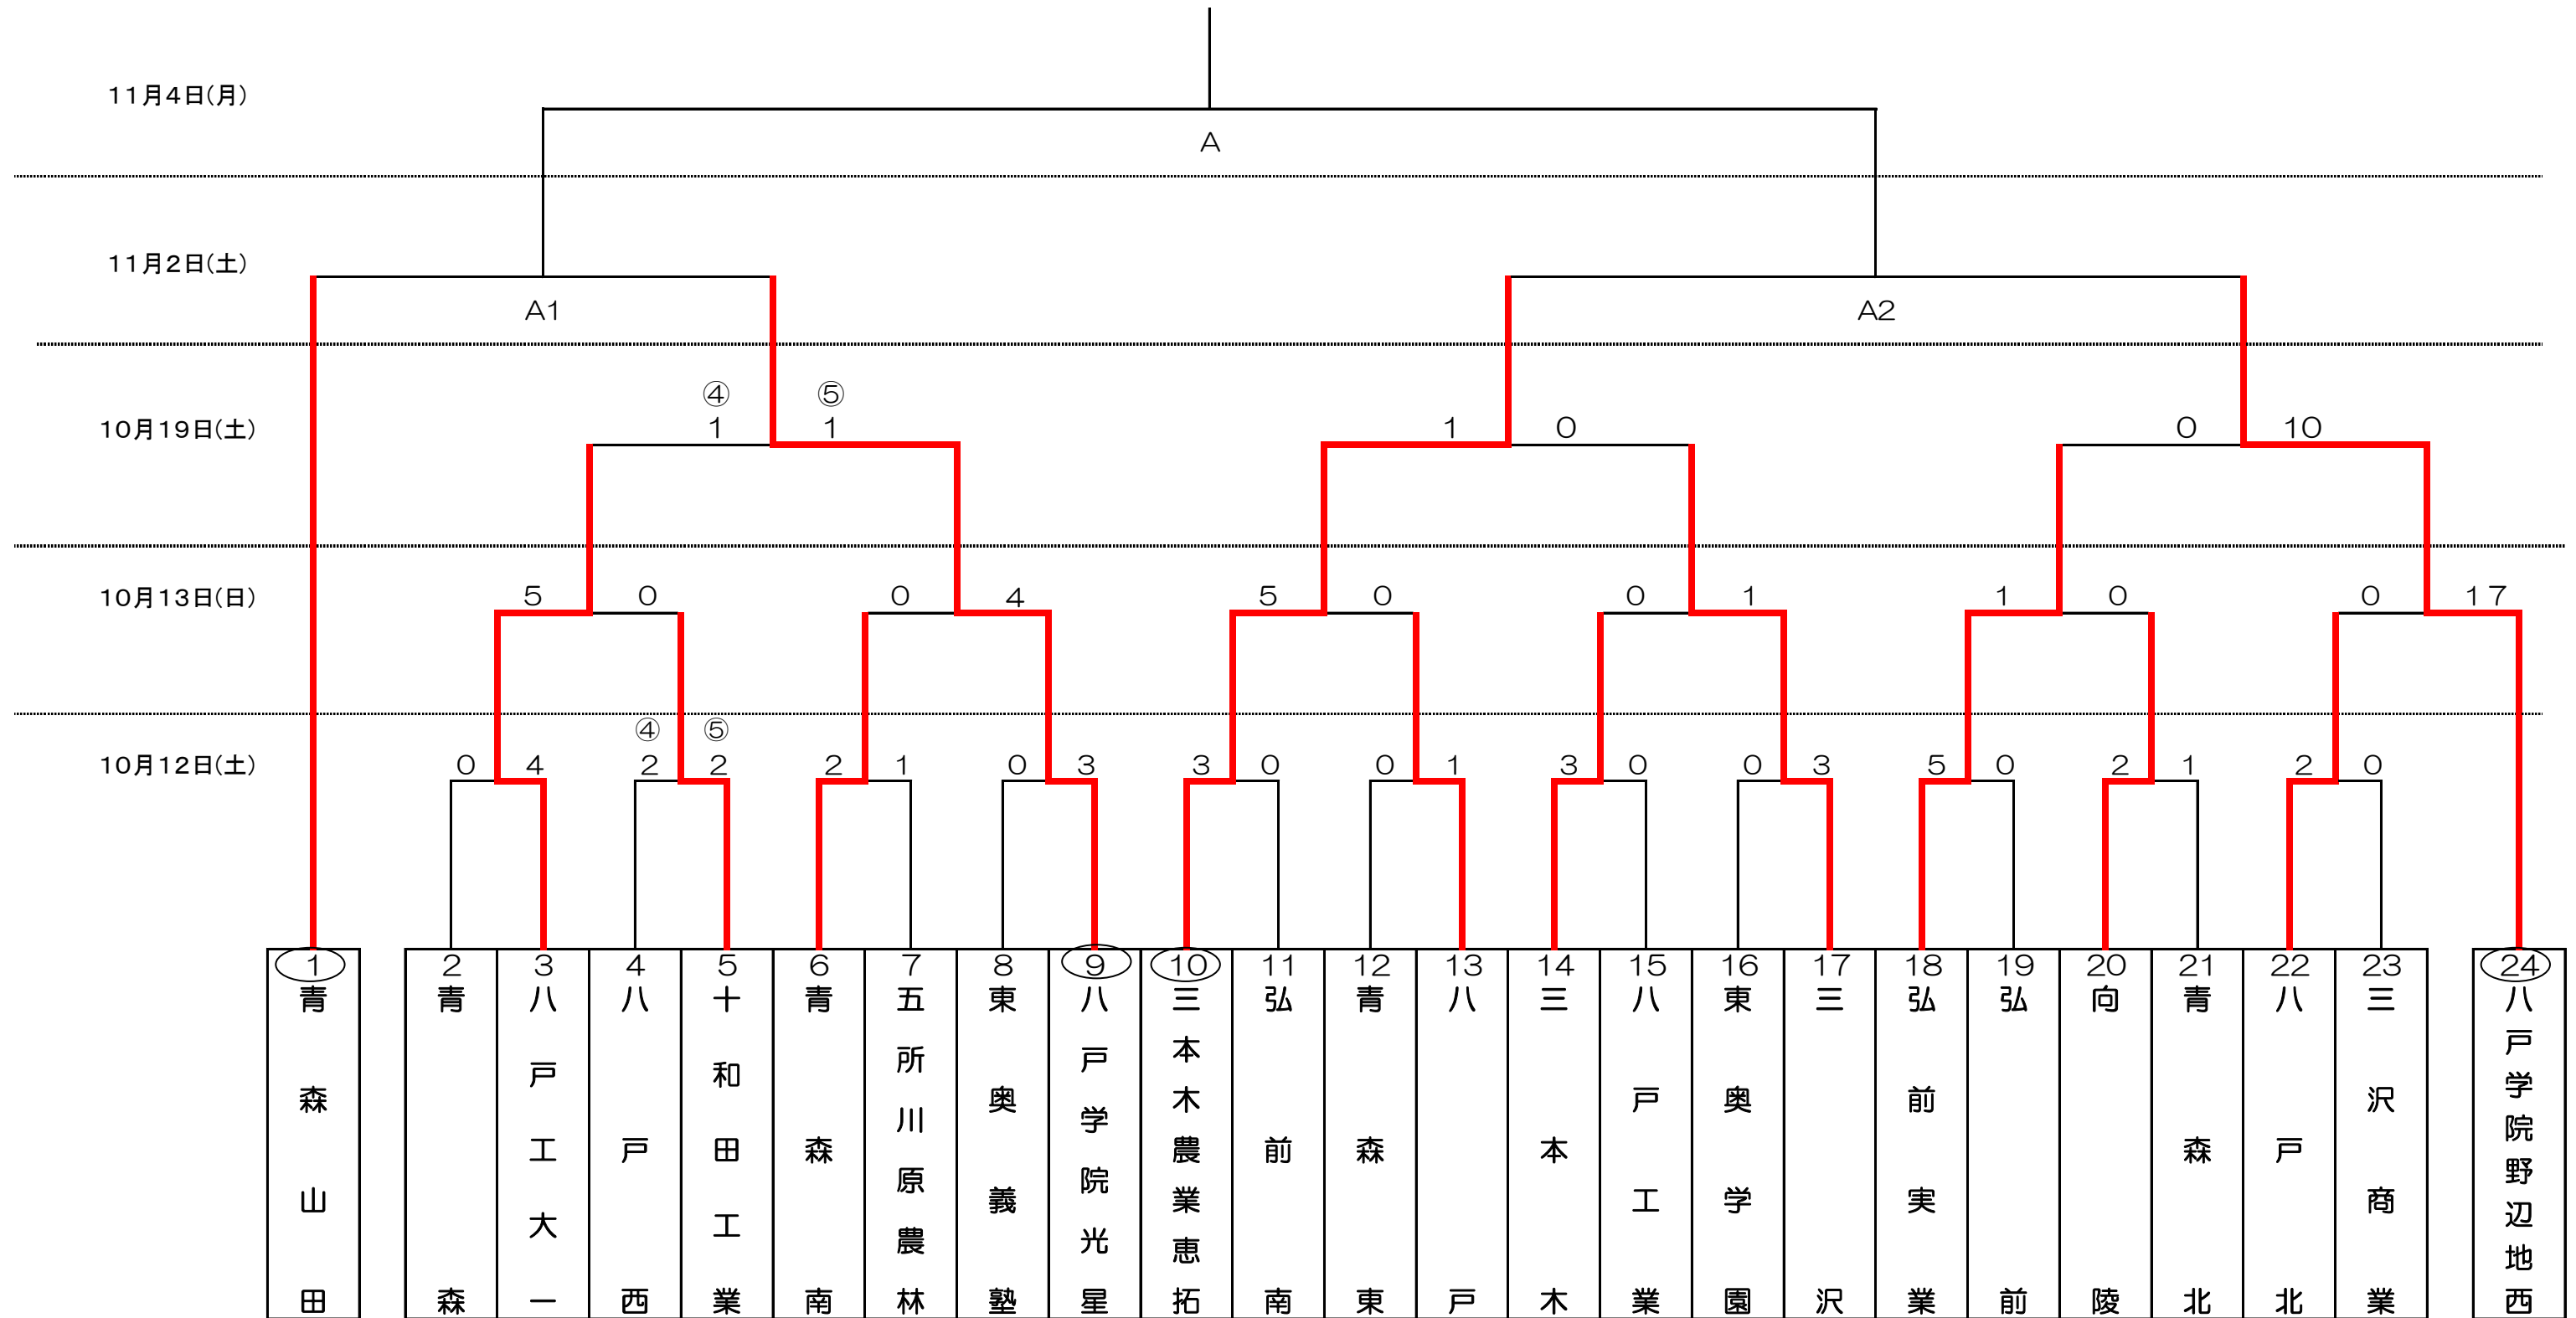 11月4日(月)
A
11月2日(土)
A1
A2
④ ⑤
10月19日(土)
1 1 1 0 0 10
10月13日(日)
5 0 0 4 5 0 0 1 1 0 0 17
④ ⑤
10月12日(土)
0 4 2 2 2 1 0 3 3 0 0 1 3 0 0 3 5 0 2 1 2 0
1 2 3 4 5 6 7 8 9 10 11 12 13 14 15 16 17 18 19 20 21 22 23 24
青森山田
青森
八戸工大一
八戸西
十和田工業
青森南
五所川原農林
東奥義塾
八戸学院光星
三本木農業恵拓
弘前南
青森東
八戸
三本木
八戸工業
東奥学園
三沢
弘前実業
弘前
向陵
青森北
八戸北
三沢商業
八戸学院野辺地西